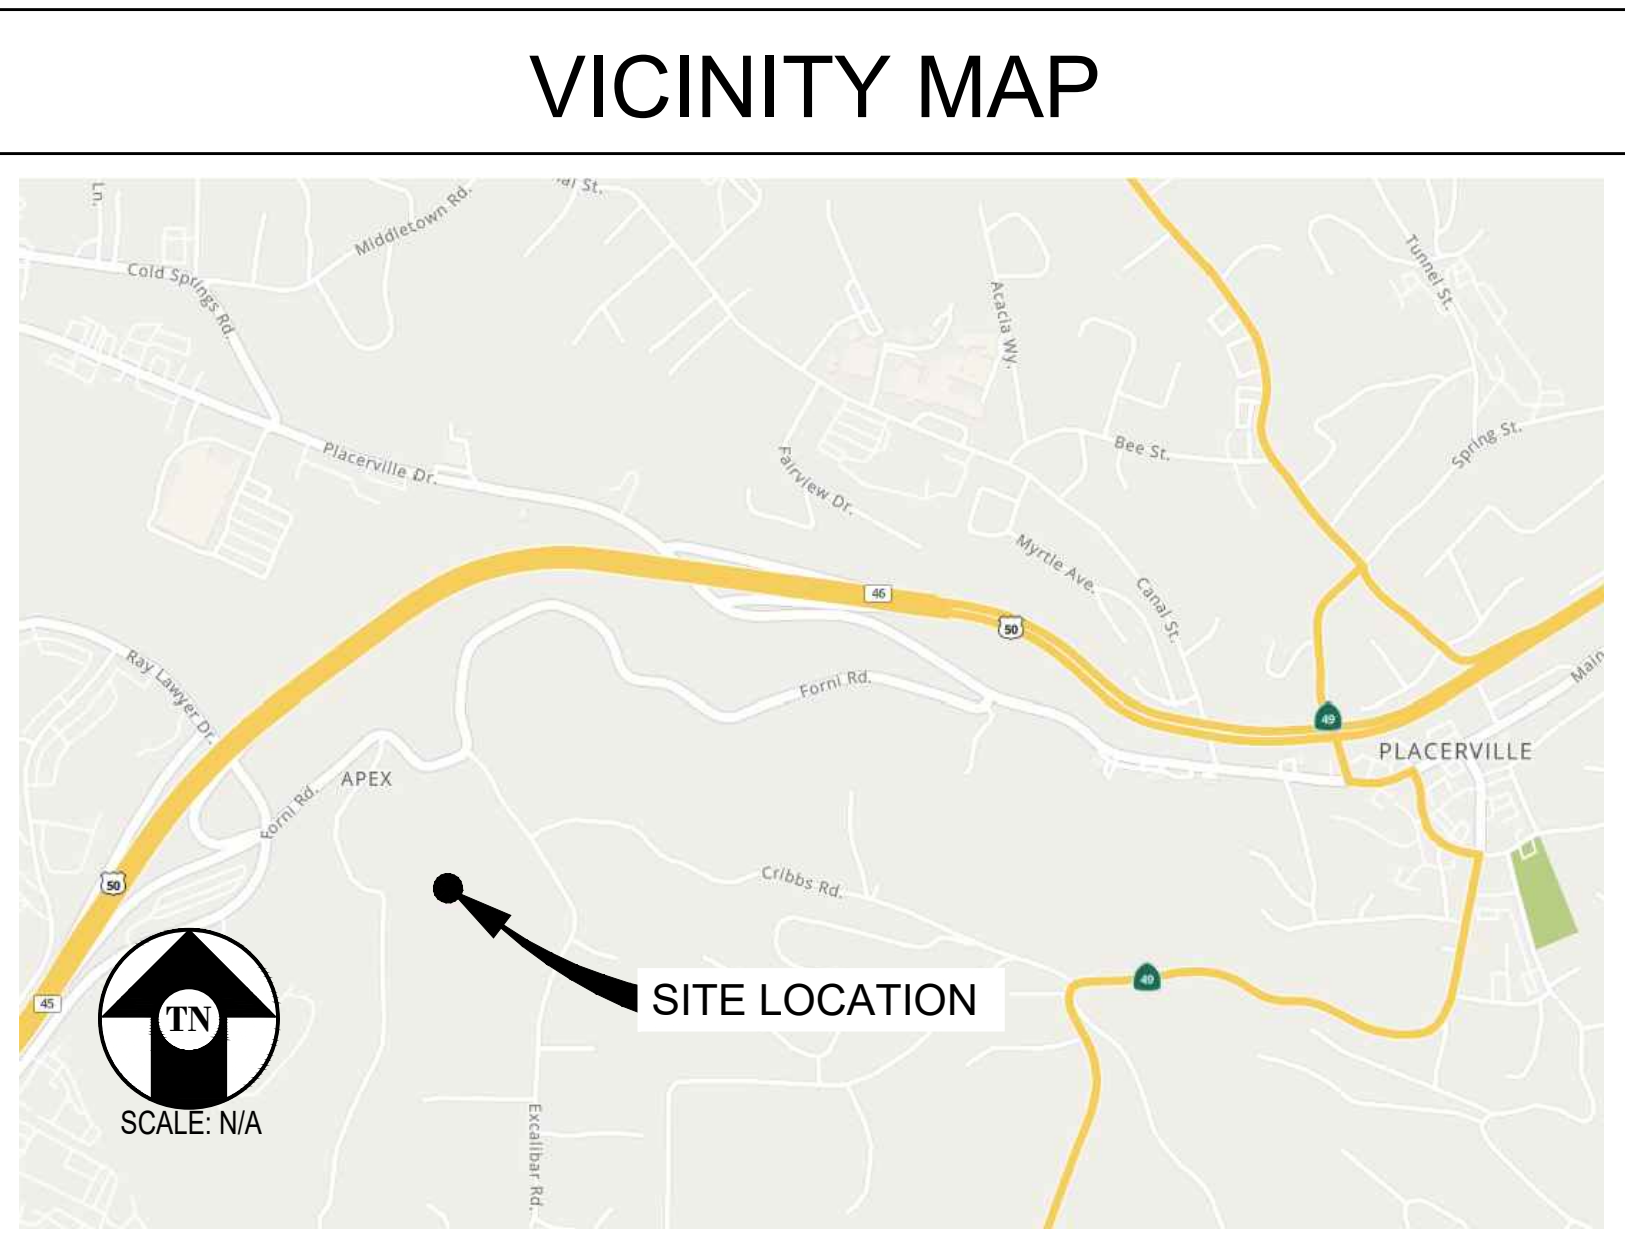 VICINITY MAP
Ln.
Middletown Rd.
St.
Cold Springs Rd.
Tunnel St.
Acacia Wy.
Placerville Dr.
Fairview Dr.
Bee St.
Spring St.
Myrtle Ave.
Canal St.
46
50
Forni Rd.
Ray Lawyer Dr.
Main
49
PLACERVILLE
APEX
Forni Rd.
50
Cribbs Rd.
45
49
SITE LOCATION
TN
SCALE: N/A
Excalibar Rd.